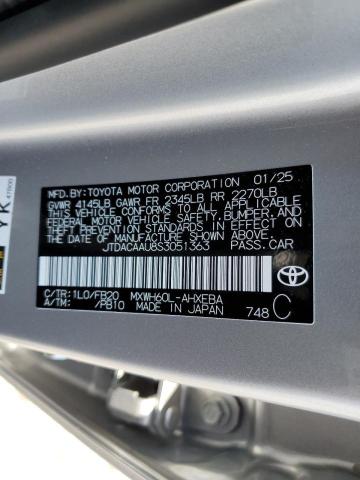 MFD.BY:TOYOTA MOTOR CORPORATION 01/25
GVWR 4145LB GAWR FR 2345LB RR 2270LB
THIS VEHICLE CONFORMS TO ALL APPLICABLE
FEDERAL MOTOR VEHICLE SAFETY, BUMPER, AND
THEFT PREVENTION STANDARDS IN EFFECT ON
THE DATE OF MANUFACTURE SHOWN ABOVE.
JTDACAAU8S3051363
PASS. CAR
C/TR:1L0/FB20 MXWH60L-AHXEBA
A/TM: /PB10 MADE IN JAPAN 748 C
YK